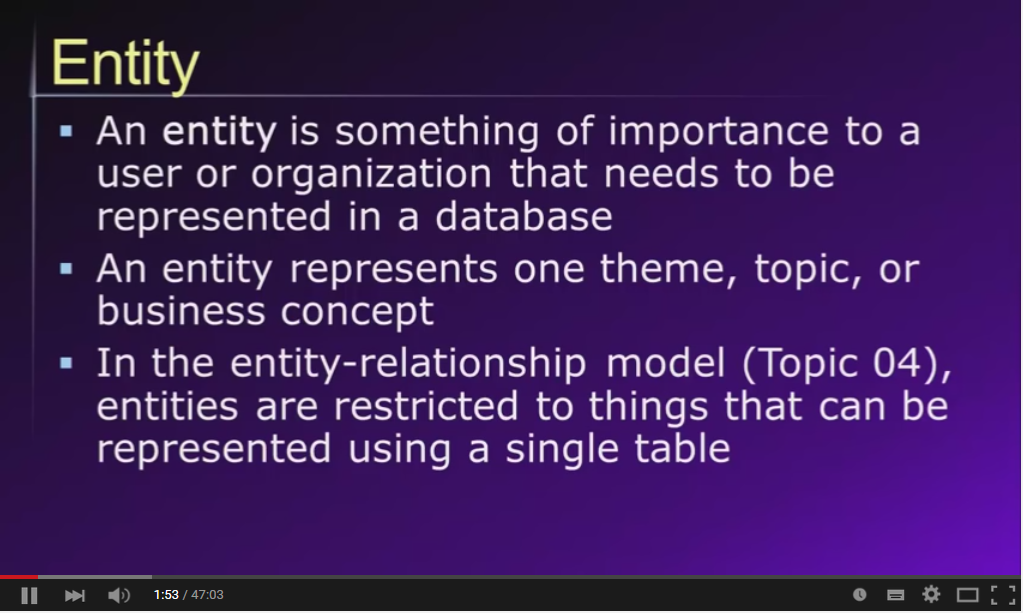 Entity
▪ An entity is something of importance to a
user or organization that needs to be
represented in a database
▪ An entity represents one theme, topic, or
business concept
▪ In the entity-relationship model (Topic 04),
entities are restricted to things that can be
represented using a single table
1:53 / 47:03